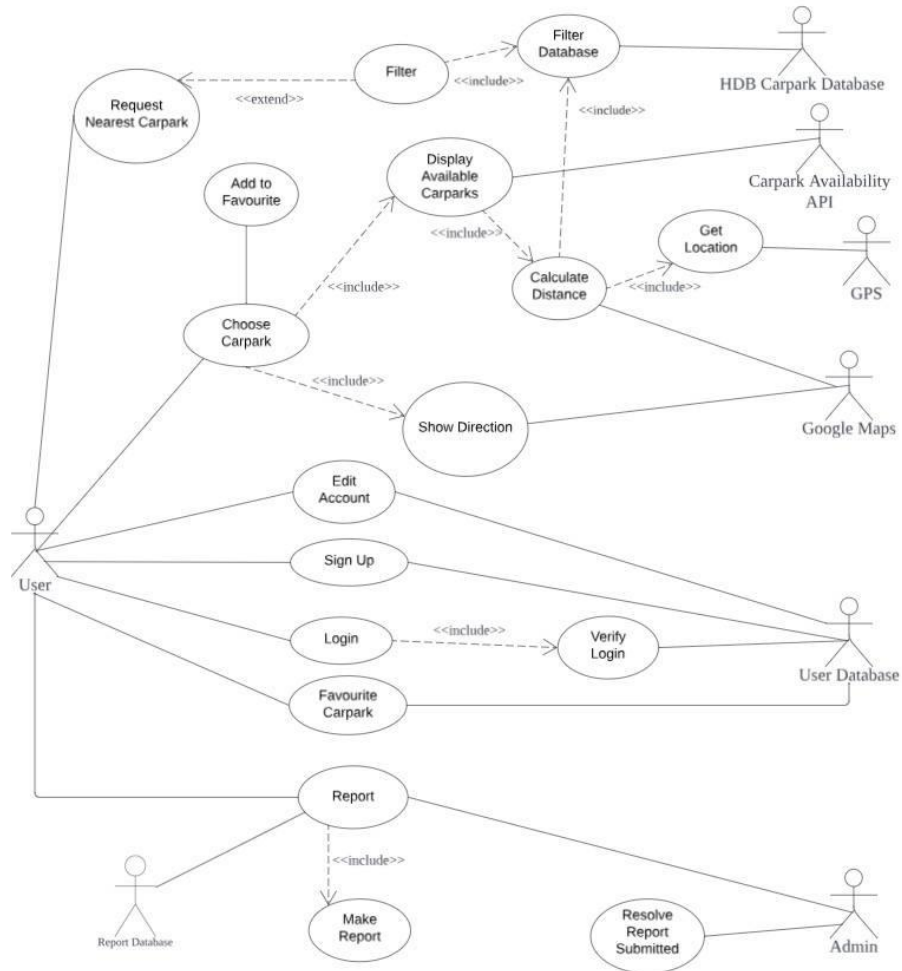 Filter
Database
Filter
<<include>>
HDB Carpark Database
Request
Nearest Carpark
<<extend>>
<<include>>
Display
Available
Carparks
Carpark Availability
API
Add to
Favourite
<<include>>
Get
Location
<<include>>
Calculate
Distance
<<include>>
GPS
Choose
Carpark
<<include>>
Show Direction
Google Maps
Edit
Account
Sign Up
User
Login
<<include>>
Verify
Login
User Database
Favourite
Carpark
Report
<<include>>
Report Database
Make
Report
Resolve
Report
Submitted
Admin